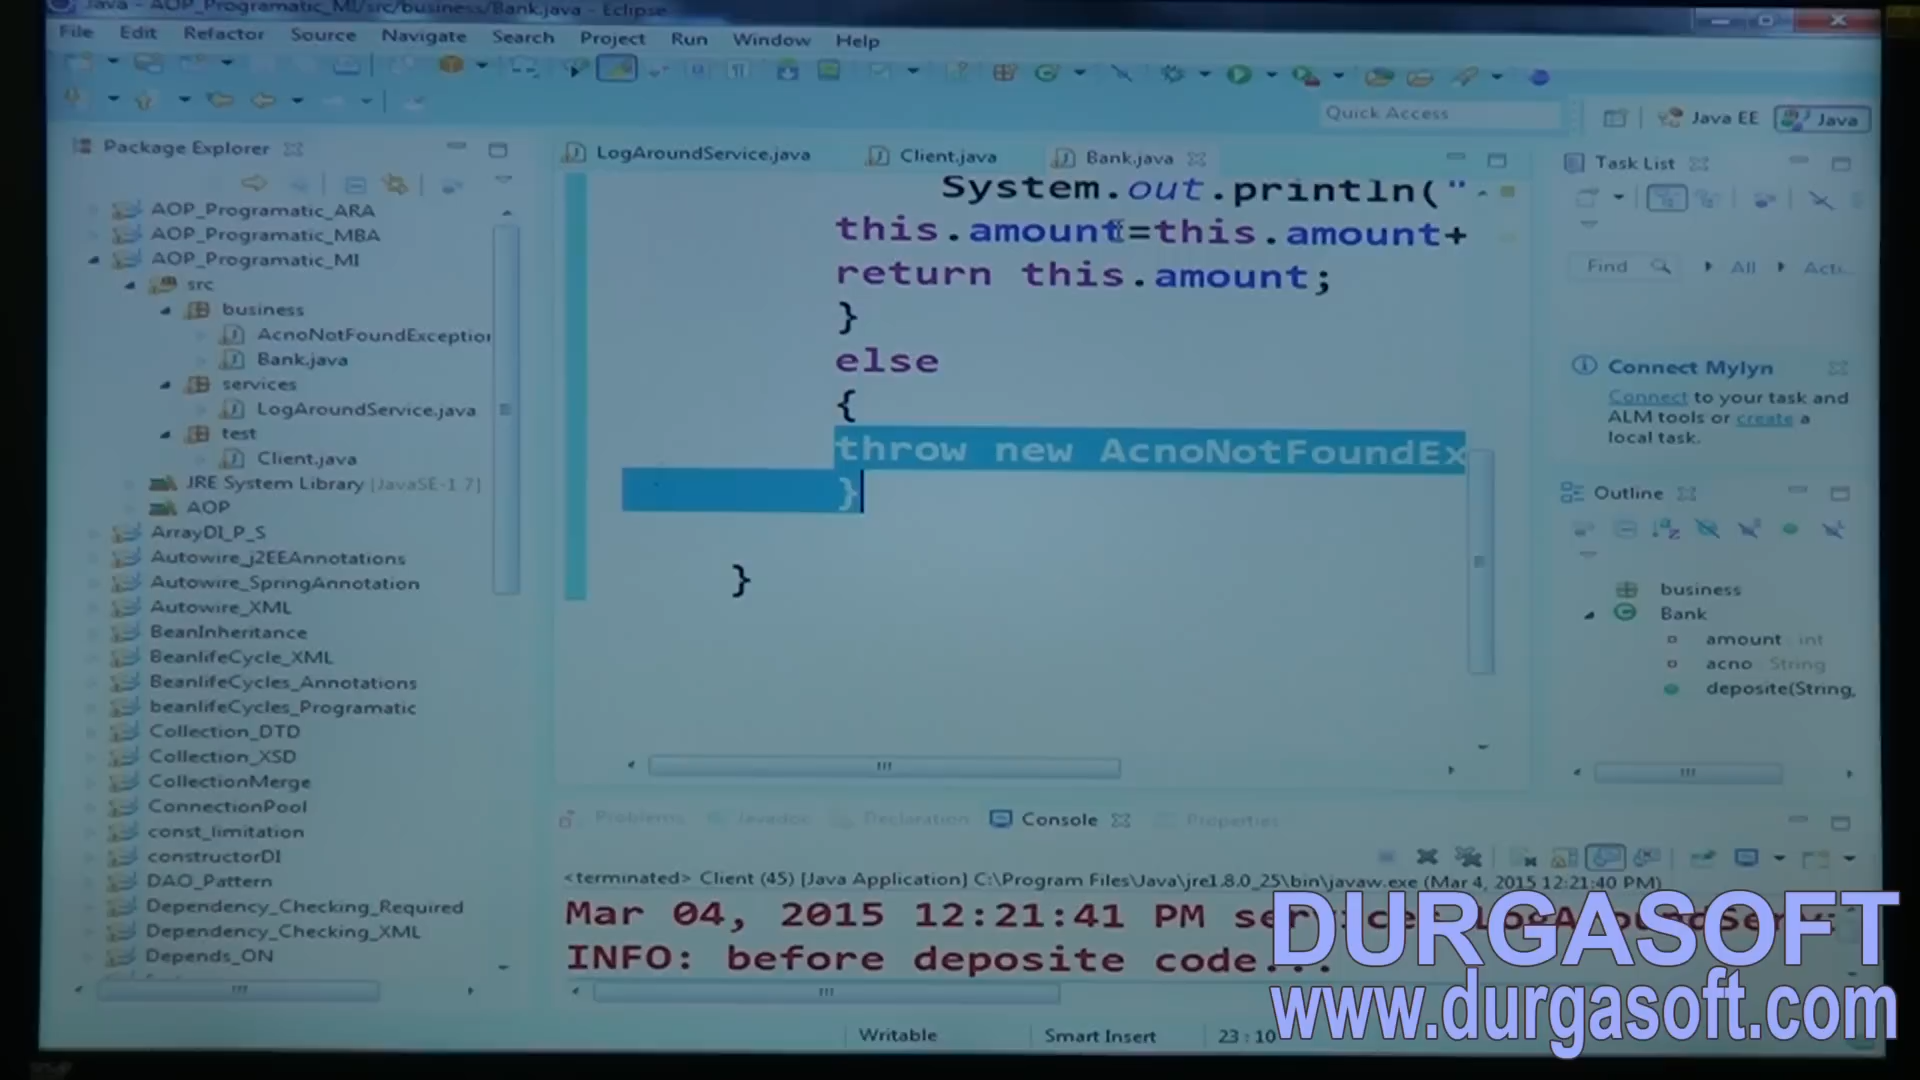 Java - AOP_Programatic_MI/src/business/Bank.java - Eclipse
File Edit Refactor Source Navigate Search Project Run Window Help
Quick Access
Java EE
Java
Package Explorer
AOP_Programatic_ARA
AOP_Programatic_MBA
AOP_Programatic_MI
src
business
AcnoNotFoundException
Bank.java
services
LogAroundService.java
test
Client.java
JRE System Library [JavaSE-1.7]
AOP
ArrayDI_P_S
Autowire_j2EEAnnotations
Autowire_SpringAnnotation
Autowire_XML
BeanInheritance
BeanlifeCycle_XML
BeanlifeCycles_Annotations
beanlifeCycles_Programatic
Collection_DTD
Collection_XSD
CollectionMerge
ConnectionPool
const_limitation
constructorDI
DAO_Pattern
Dependency_Checking_Required
Dependency_Checking_XML
Depends_ON
LogAroundService.java
Client.java
Bank.java
System.out.println("
this.amount=this.amount+
return this.amount;
}
else
{
throw new AcnoNotFoundEx
}
}
Task List
Find All Acti...
Connect Mylyn
Connect to your task and
ALM tools or create a
local task.
Outline
business
Bank
amount : int
acno : String
deposite(String,
Problems Javadoc Declaration Console Properties
<terminated> Client (45) [Java Application] C:\Program Files\Java\jre1.8.0_25\bin\javaw.exe (Mar 4, 2015 12:21:40 PM)
Mar 04, 2015 12:21:41 PM services.LogAroundServ
INFO: before deposite code...
Writable
Smart Insert
23 : 10
DURGASOFT
www.durgasoft.com